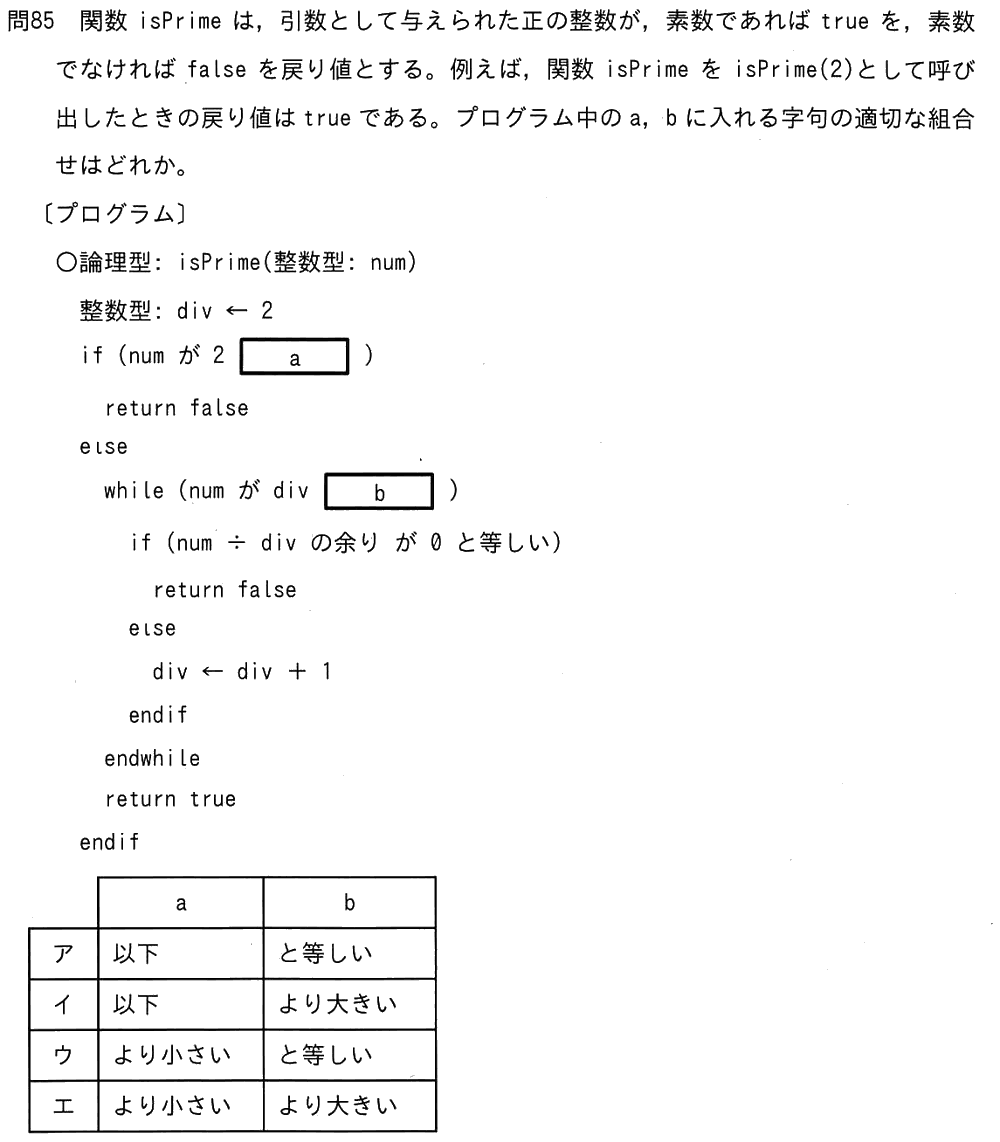 問85 関数 isPrime は，引数として与えられた正の整数が，素数であれば true を，素数
でなければ false を戻り値とする。例えば，関数 isPrime を isPrime(2)として呼び
出したときの戻り値は true である。プログラム中の a，b に入れる字句の適切な組合
せはどれか。
〔プログラム〕
○論理型: isPrime(整数型: num)
整数型: div ← 2
if (num が 2 a )
return false
else
while (num が div b )
if (num ÷ div の余り が 0 と等しい)
return false
else
div ← div ＋ 1
endif
endwhile
return true
endif
a b
ア 以下 と等しい
イ 以下 より大きい
ウ より小さい と等しい
エ より小さい より大きい